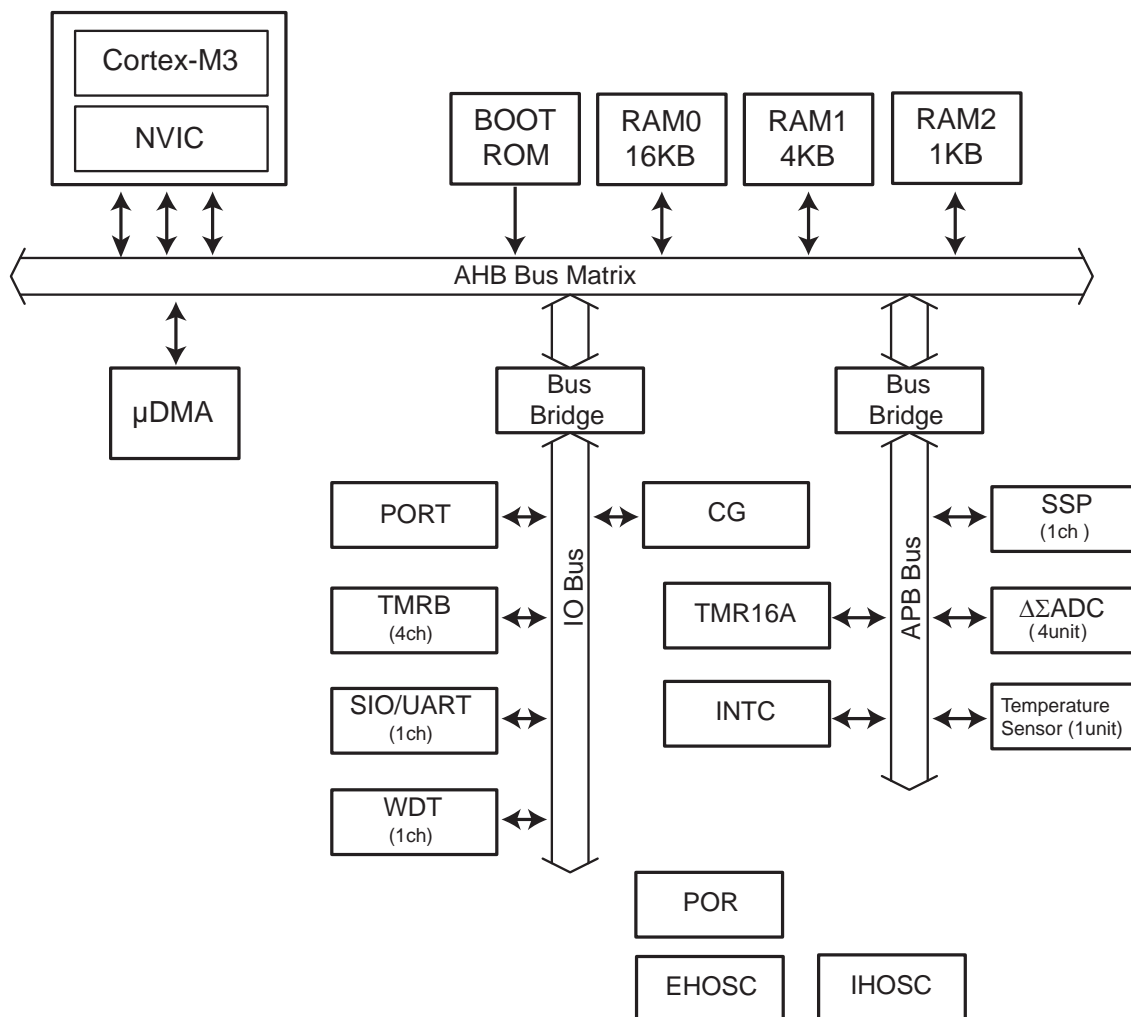 Cortex-M3
NVIC
BOOT
ROM
RAM0
16KB
RAM1
4KB
RAM2
1KB
AHB Bus Matrix
µDMA
Bus
Bridge
Bus
Bridge
PORT
CG
SSP
(1ch )
IO Bus
APB Bus
TMRB
(4ch)
TMR16A
ΔΣADC
( 4unit)
SIO/UART
(1ch)
INTC
Temperature
Sensor (1unit)
WDT
(1ch)
POR
EHOSC
IHOSC